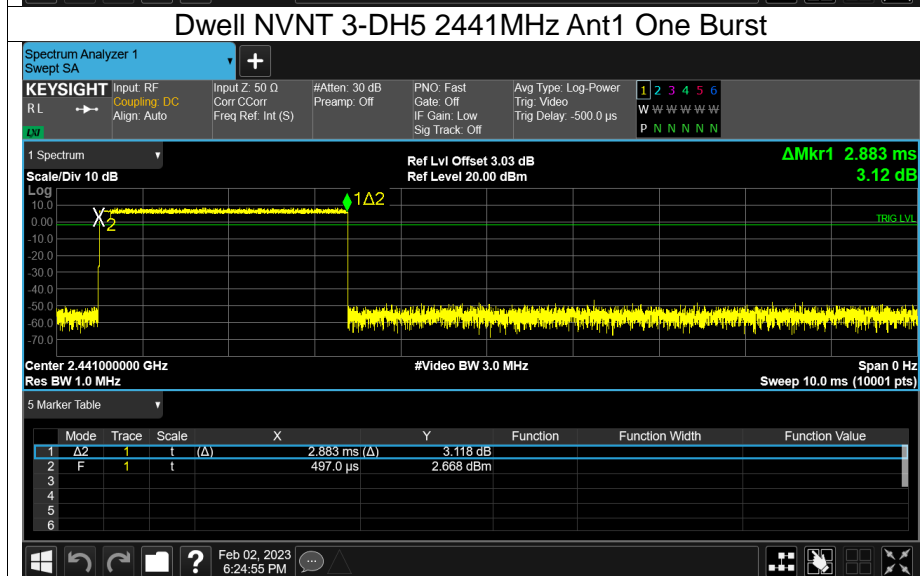 Dwell NVNT 3-DH5 2441MHz Ant1 One Burst
Spectrum Analyzer 1
Swept SA
KEYSIGHT Input: RF Input Z: 50 Ω #Atten: 30 dB PNO: Fast Avg Type: Log-Power 1 2 3 4 5 6
RL Coupling: DC Corr CCorr Preamp: Off Gate: Off Trig: Video W W W W W W
Align: Auto Freq Ref: Int (S) IF Gain: Low Trig Delay: -500.0 µs
LXI Sig Track: Off P N N N N N
1 Spectrum Ref Lvl Offset 3.03 dB ΔMkr1 2.883 ms
Scale/Div 10 dB Ref Level 20.00 dBm 3.12 dB
Log
10.0 1Δ2
0.00 2 TRIG LVL
-10.0
-20.0
-30.0
-40.0
-50.0
-60.0
-70.0
Center 2.441000000 GHz #Video BW 3.0 MHz Span 0 Hz
Res BW 1.0 MHz Sweep 10.0 ms (10001 pts)
5 Marker Table
Mode Trace Scale X Y Function Function Width Function Value
1 Δ2 1 t (Δ) 2.883 ms (Δ) 3.118 dB
2 F 1 t 497.0 µs 2.668 dBm
3
4
5
6
? Feb 02, 2023
6:24:55 PM